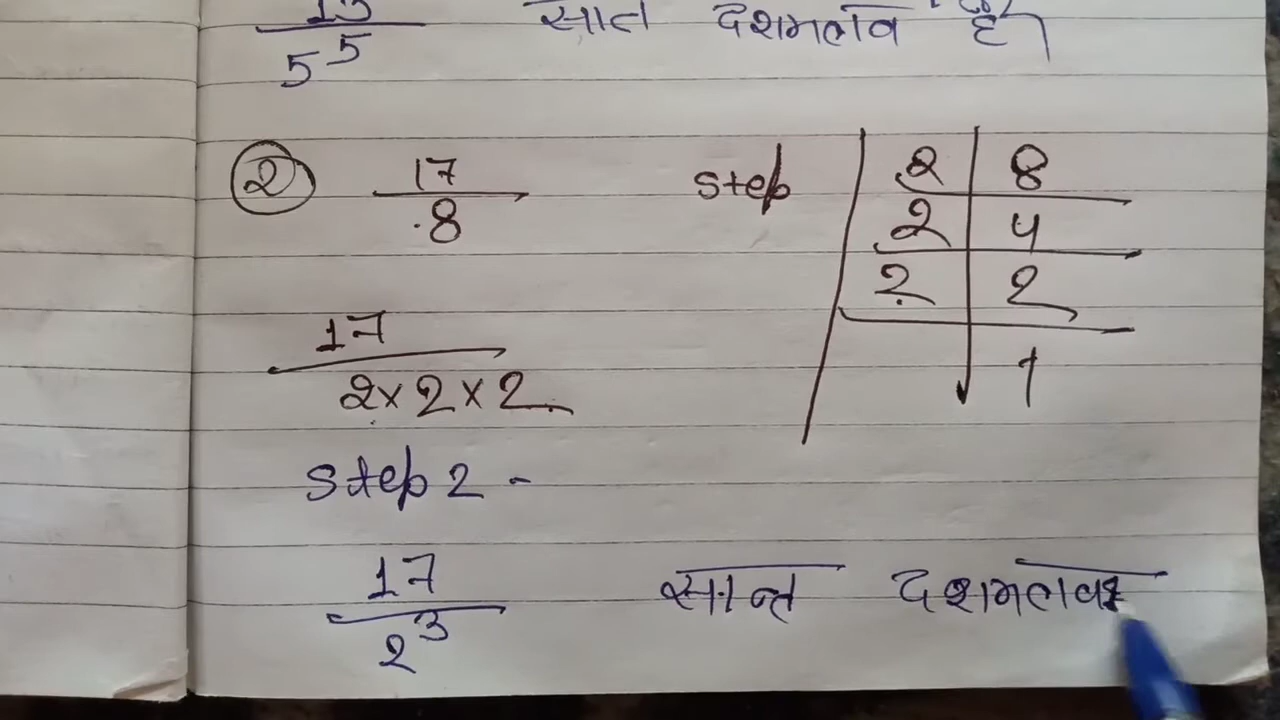 13
सात दशमलव है
5^5
② 17/8 step
2 | 8
2 | 4
2 | 2
1
17
2×2×2
step 2 -
17/2^3 सान्त दशमलव